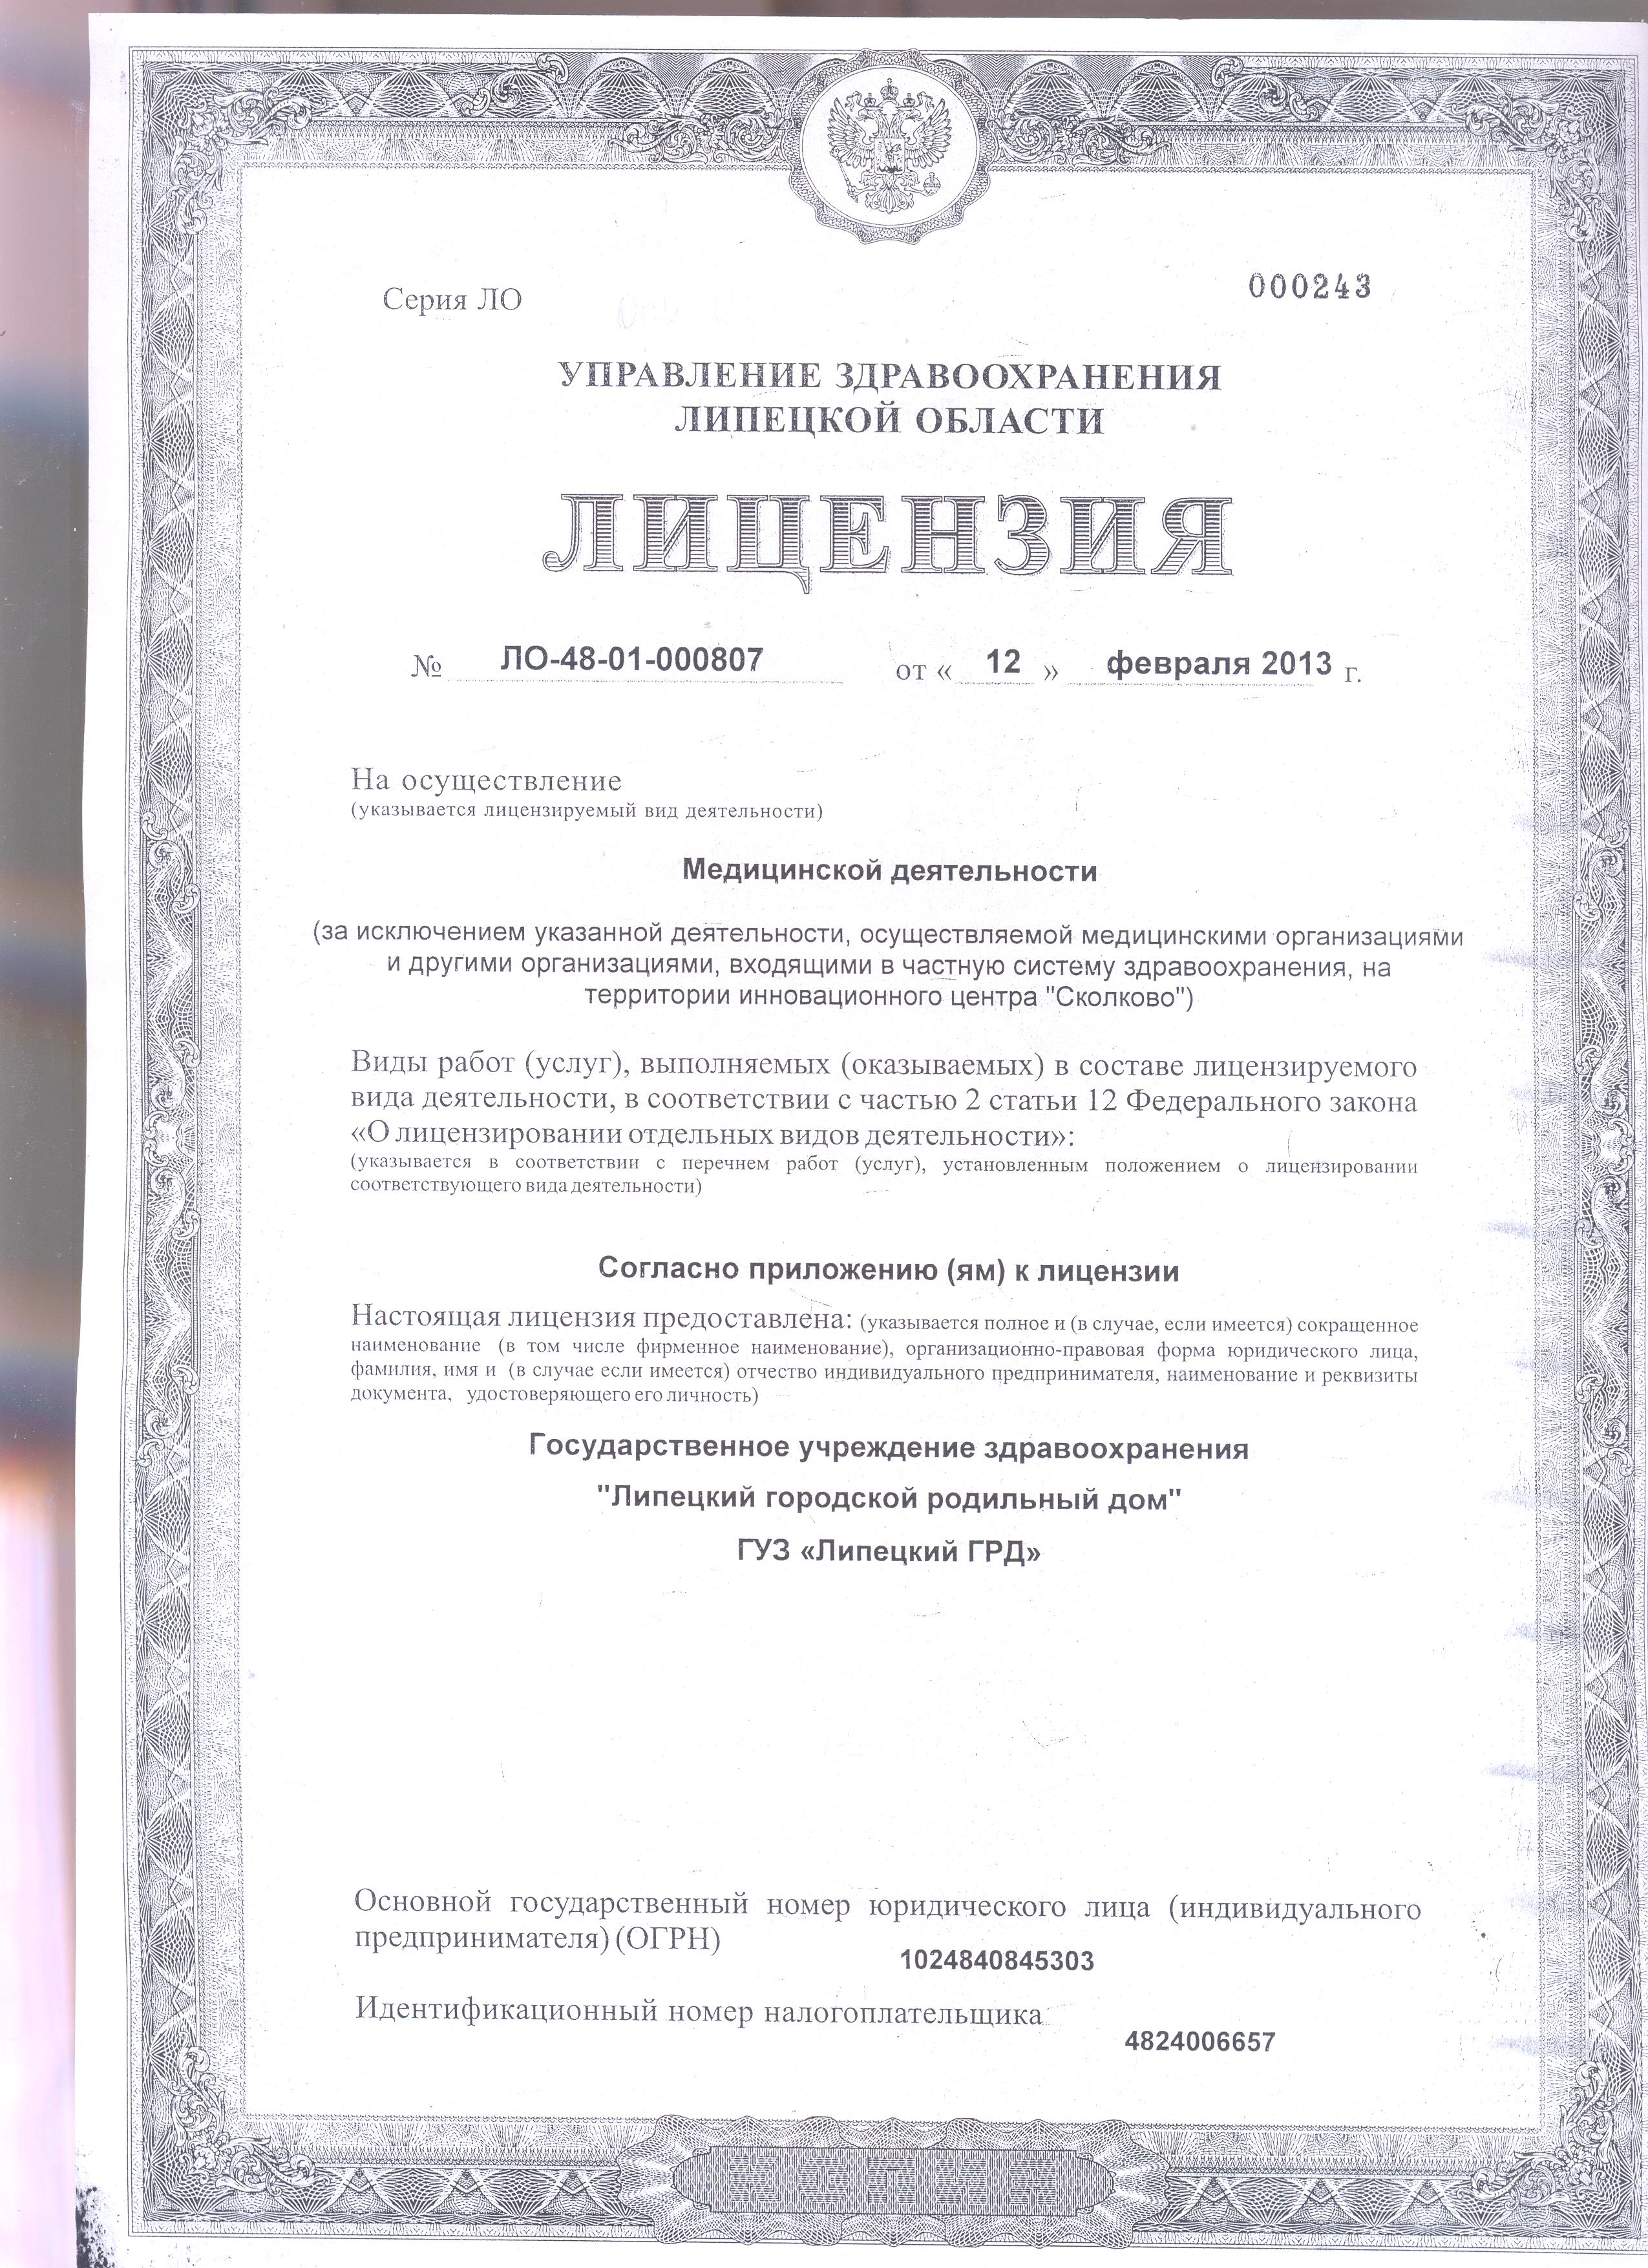 Серия ЛО
000243
УПРАВЛЕНИЕ ЗДРАВООХРАНЕНИЯ
ЛИПЕЦКОЙ ОБЛАСТИ
ЛИЦЕНЗИЯ
№ ЛО-48-01-000807 от « 12 » февраля 2013 г.
На осуществление
(указывается лицензируемый вид деятельности)
Медицинской деятельности
(за исключением указанной деятельности, осуществляемой медицинскими организациями
и другими организациями, входящими в частную систему здравоохранения, на
территории инновационного центра "Сколково")
Виды работ (услуг), выполняемых (оказываемых) в составе лицензируемого
вида деятельности, в соответствии с частью 2 статьи 12 Федерального закона
«О лицензировании отдельных видов деятельности»:
(указывается в соответствии с перечнем работ (услуг), установленным положением о лицензировании
соответствующего вида деятельности)
Согласно приложению (ям) к лицензии
Настоящая лицензия предоставлена: (указывается полное и (в случае, если имеется) сокращенное
наименование (в том числе фирменное наименование), организационно-правовая форма юридического лица,
фамилия, имя и (в случае если имеется) отчество индивидуального предпринимателя, наименование и реквизиты
документа, удостоверяющего его личность)
Государственное учреждение здравоохранения
"Липецкий городской родильный дом"
ГУЗ «Липецкий ГРД»
Основной государственный номер юридического лица (индивидуального
предпринимателя) (ОГРН)
1024840845303
Идентификационный номер налогоплательщика
4824006657